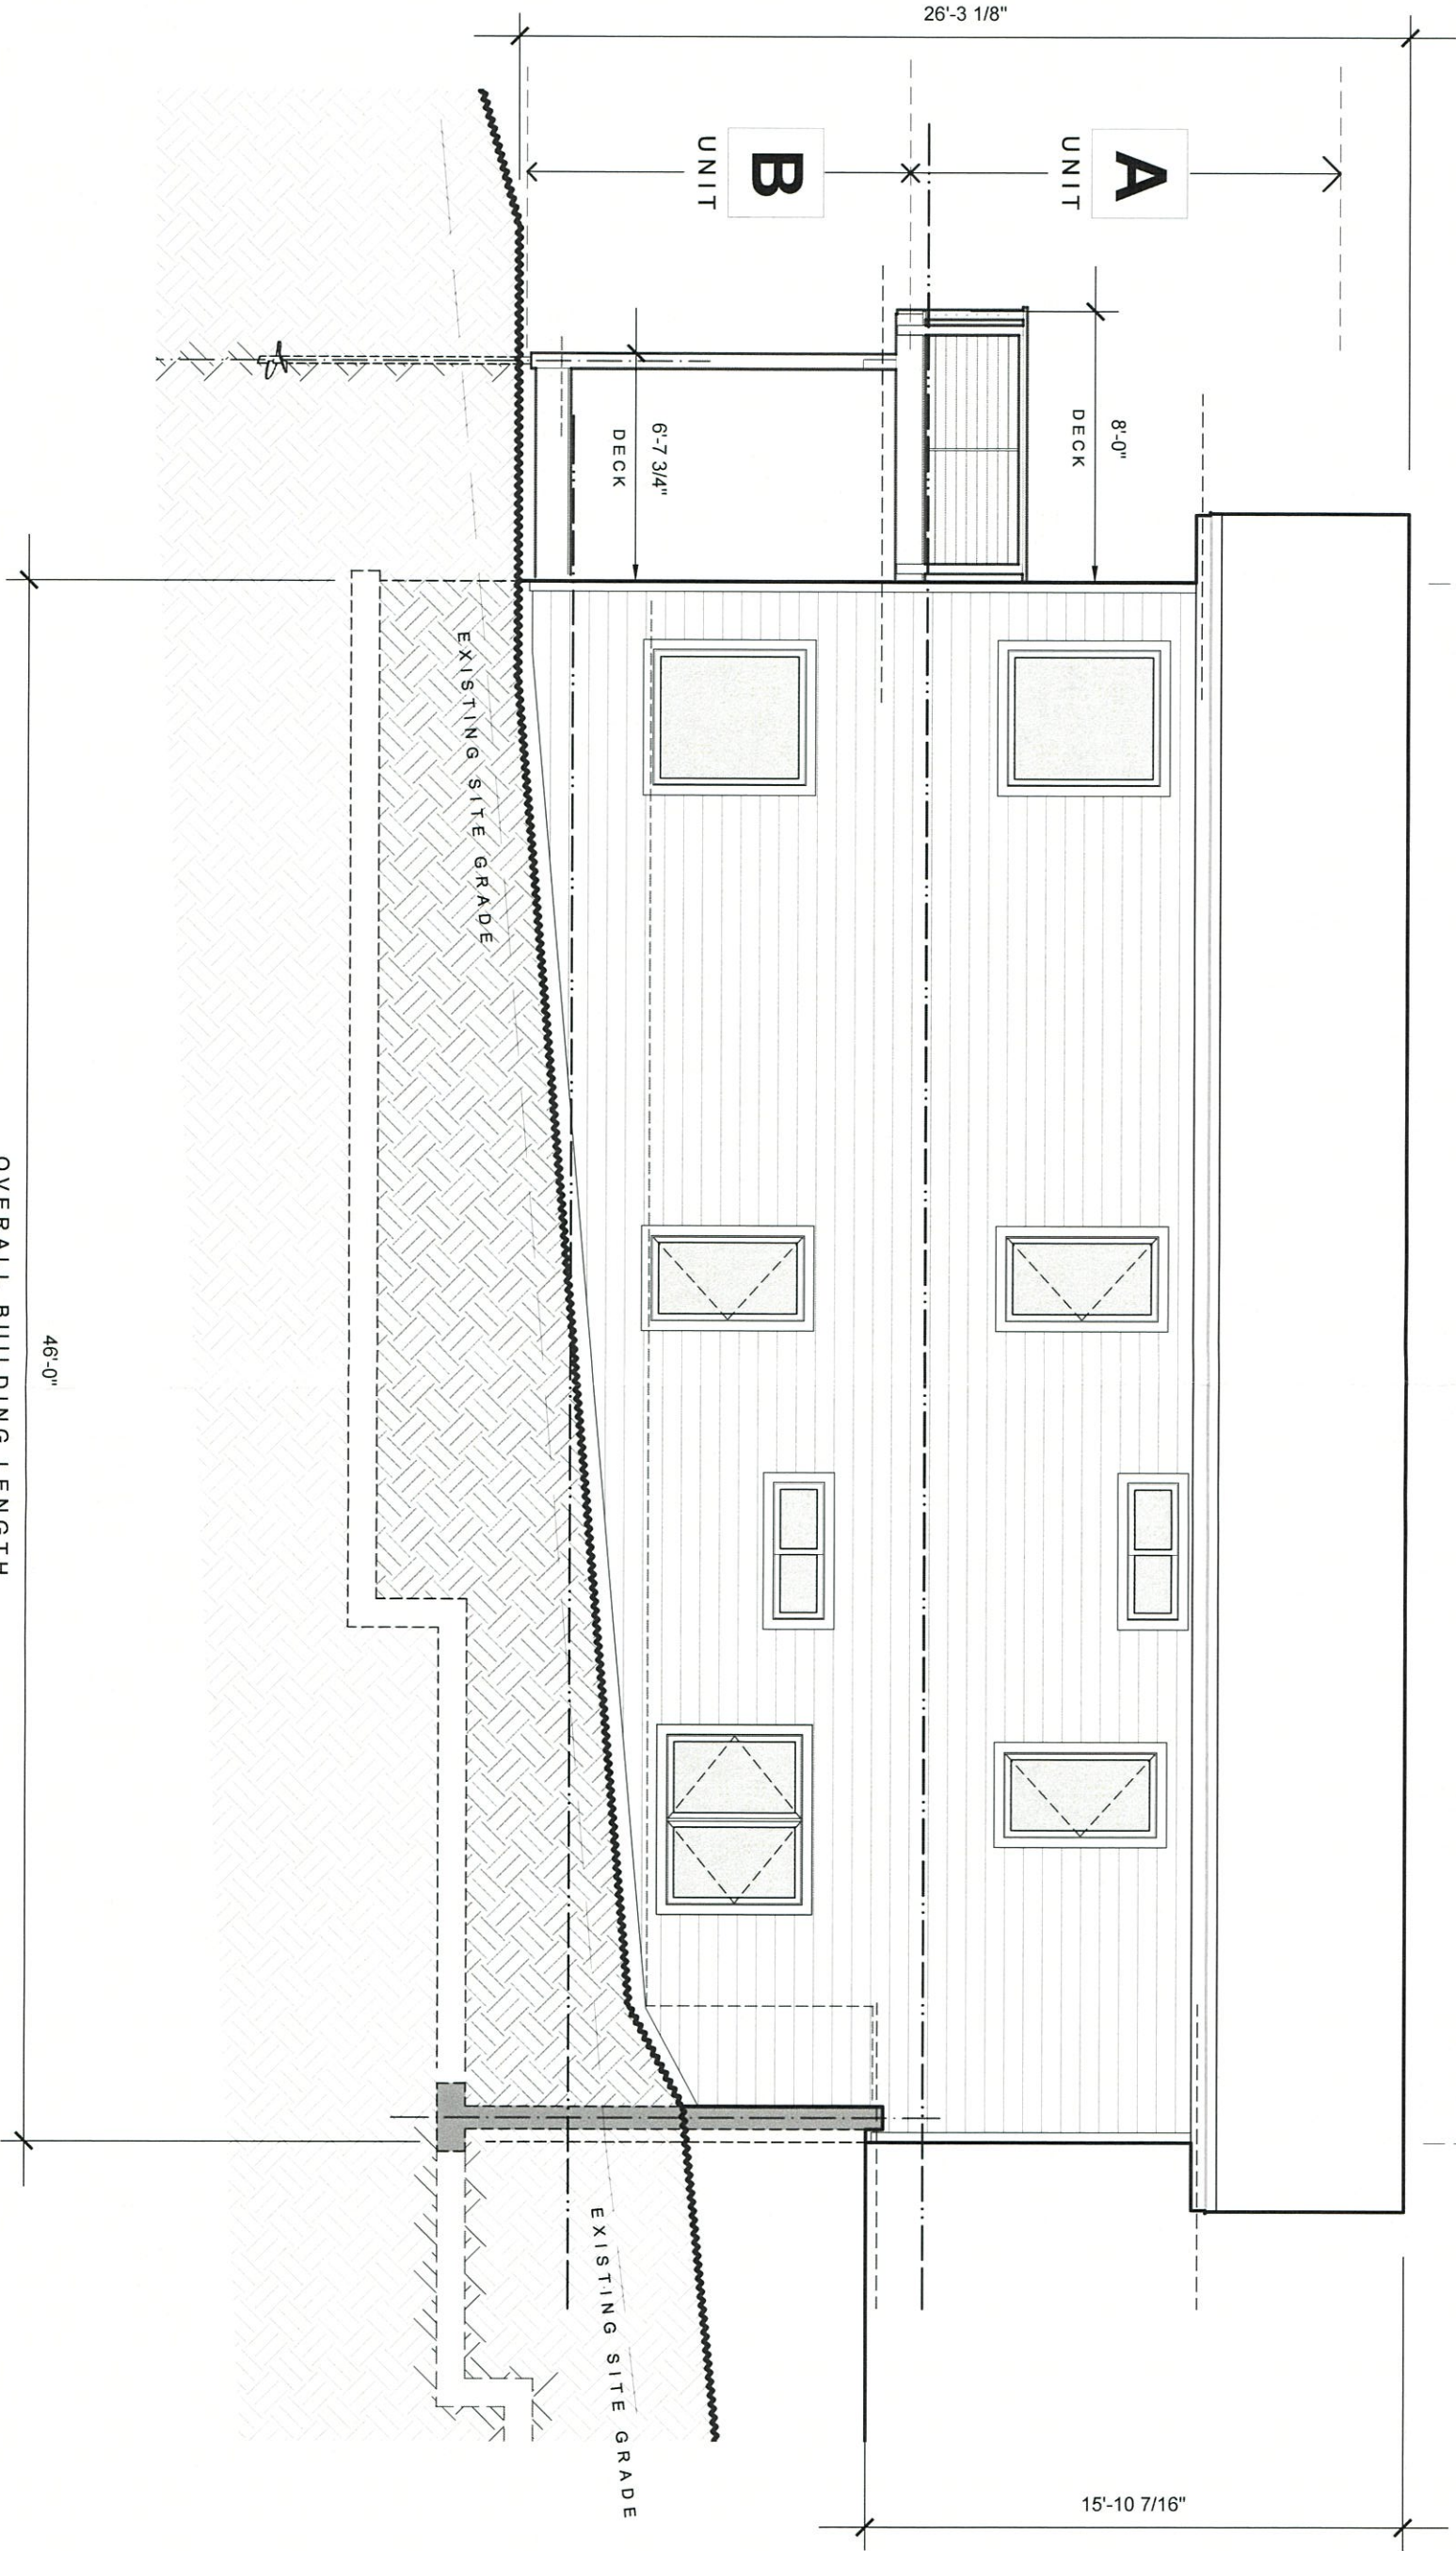 26'-3 1/8"
A
UNIT
B
UNIT
8'-0"
DECK
6'-7 3/4"
DECK
EXISTING SITE GRADE
46'-0"
OVERALL BUILDING LENGTH
EXISTING SITE GRADE
15'-10 7/16"